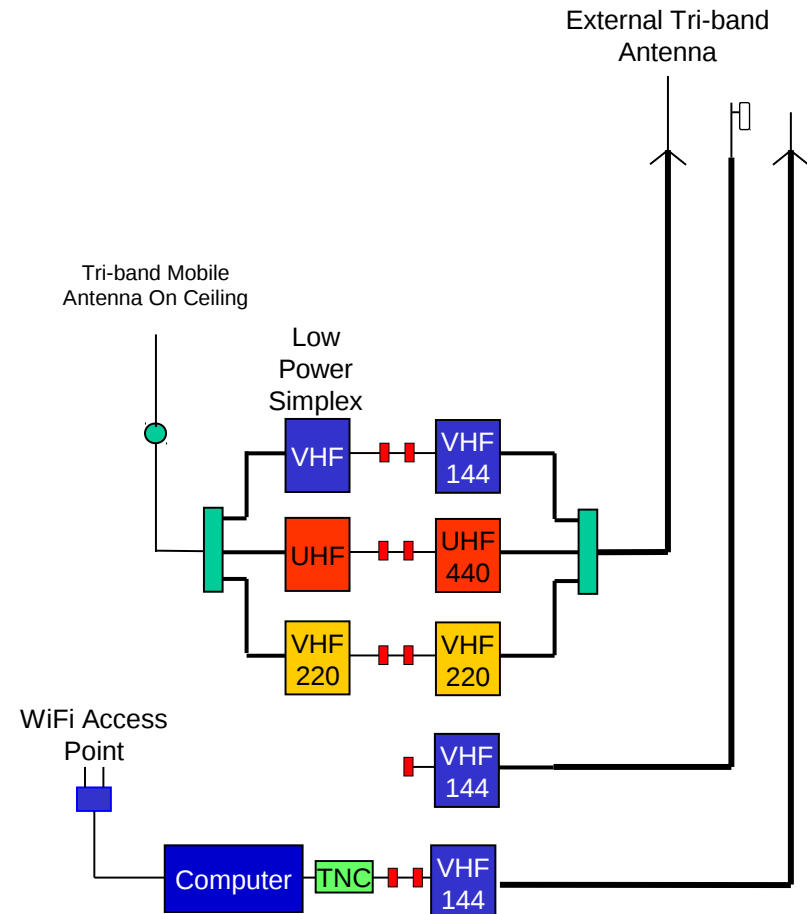 External Tri-band
Antenna
Tri-band Mobile
Antenna On Ceiling
Low
Power
Simplex
VHF
VHF
144
UHF
UHF
440
VHF
220
VHF
220
WiFi Access
Point
VHF
144
Computer
TNC
VHF
144